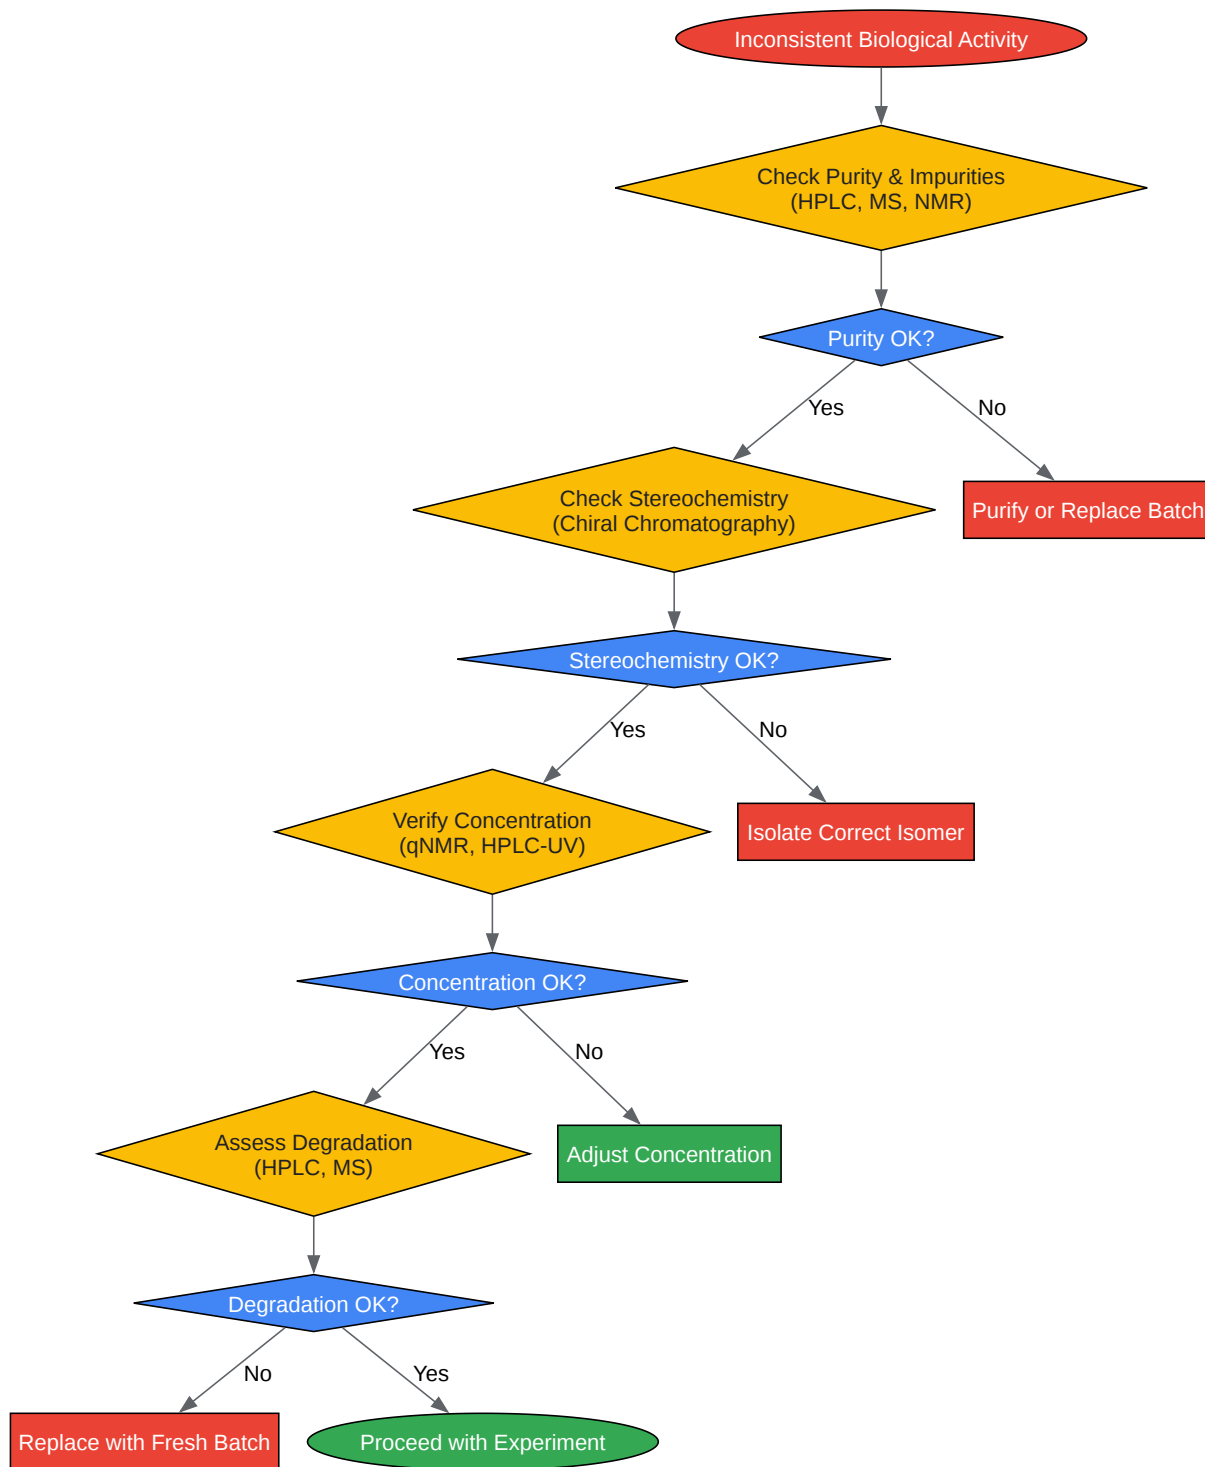 Inconsistent Biological Activity
Check Purity & Impurities
(HPLC, MS, NMR)
Purity OK?
Yes
No
Check Stereochemistry
(Chiral Chromatography)
Purify or Replace Batch
Stereochemistry OK?
Yes
No
Verify Concentration
(qNMR, HPLC-UV)
Isolate Correct Isomer
Concentration OK?
Yes
No
Assess Degradation
(HPLC, MS)
Adjust Concentration
Degradation OK?
No
Yes
Replace with Fresh Batch
Proceed with Experiment